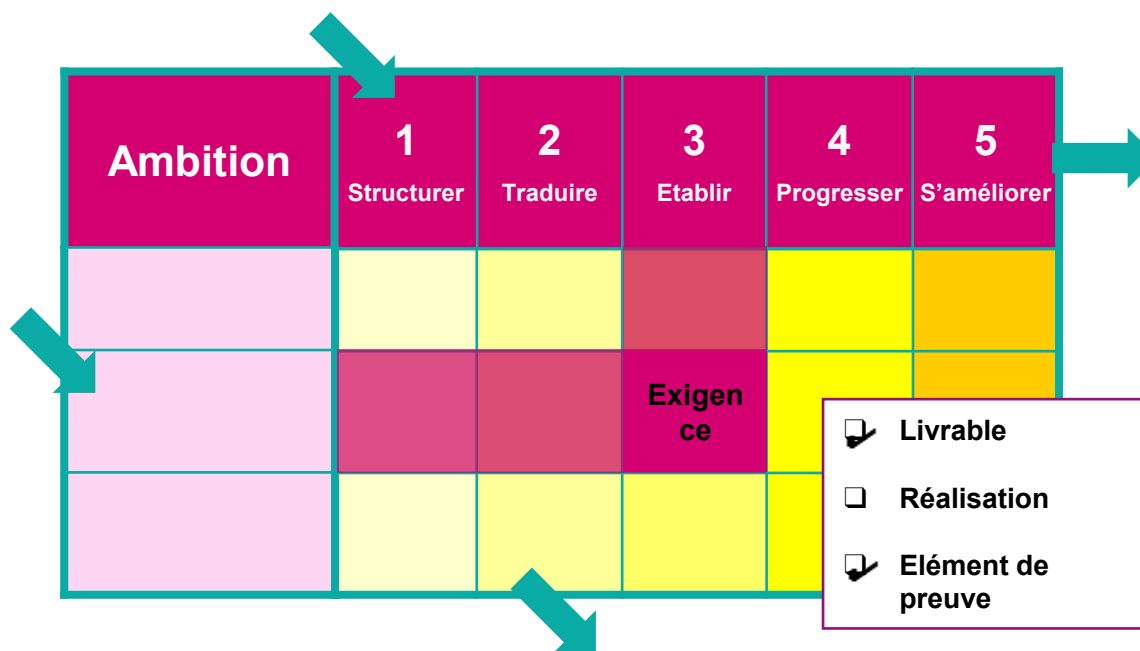 Ambition
1
Structurer
2
Traduire
3
Etablir
4
Progresser
5
S’améliorer
Exigen
ce
Livrable
Réalisation
Elément de
preuve